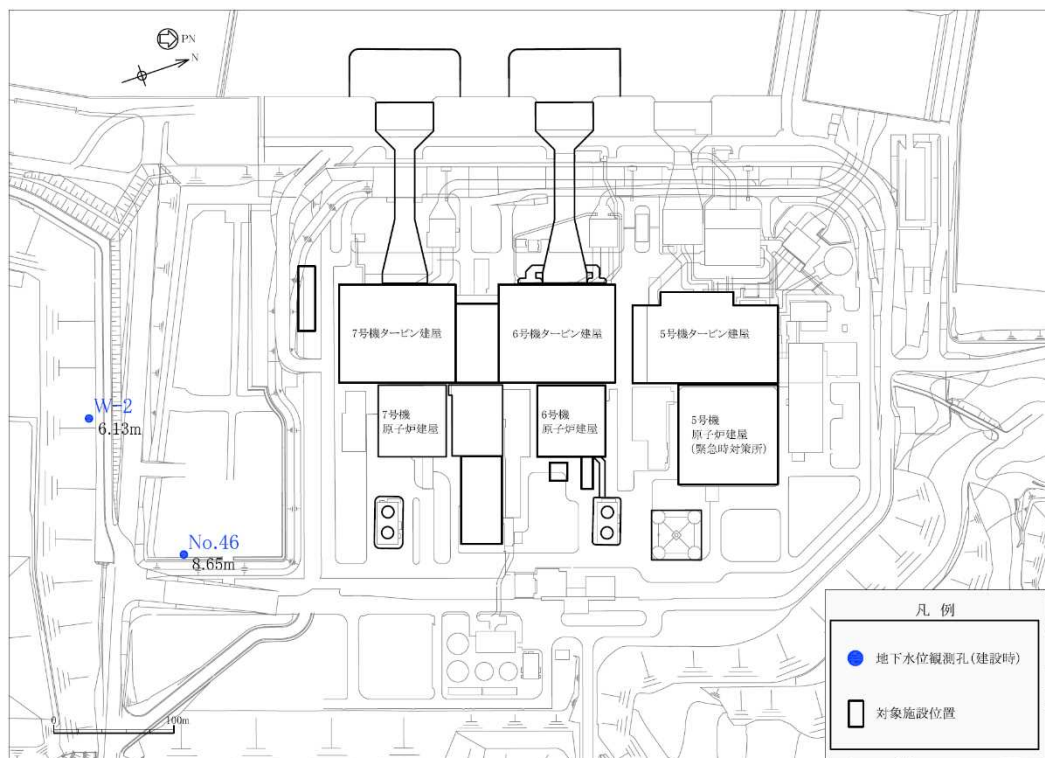 PN
N
7号機タービン建屋
6号機タービン建屋
5号機タービン建屋
7号機
原子炉建屋
6号機
原子炉建屋
5号機
原子炉建屋
(緊急時対策所)
W-2
6.13m
No.46
8.65m
0
100m
凡 例
地下水位観測孔(建設時)
対象施設位置